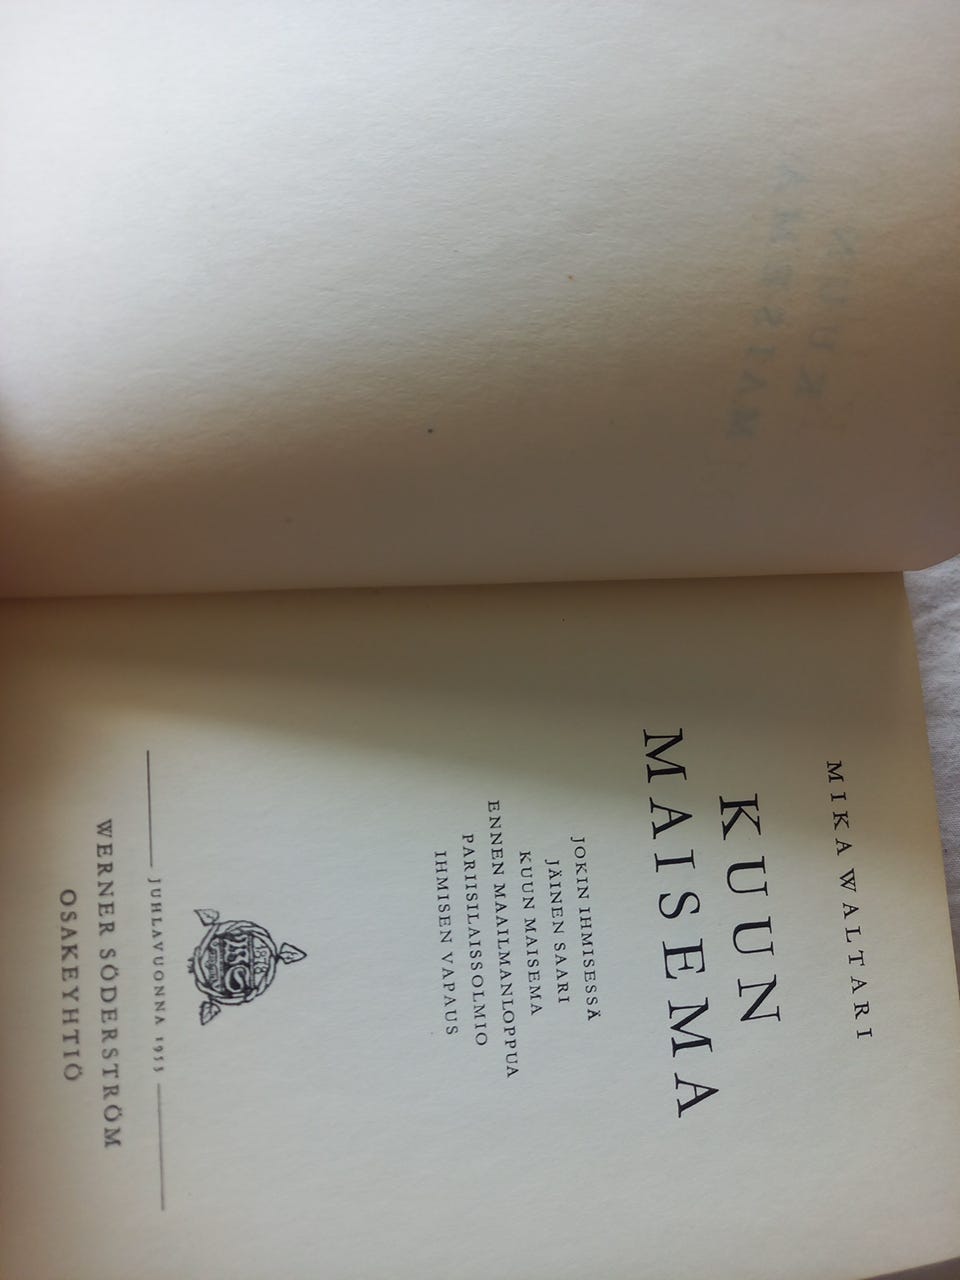 MIKA WALTARI
KUUN
MAISEMA
JOKIN IHMISESSÄ
JÄINEN SAARI
KUUN MAISEMA
ENNEN MAAILMANLOPPUA
PARIISILAISSOLMIO
IHMISEN VAPAUS
1878
JUHLAVUONNA 1953
WERNER SÖDERSTRÖM
OSAKEYHTIÖ